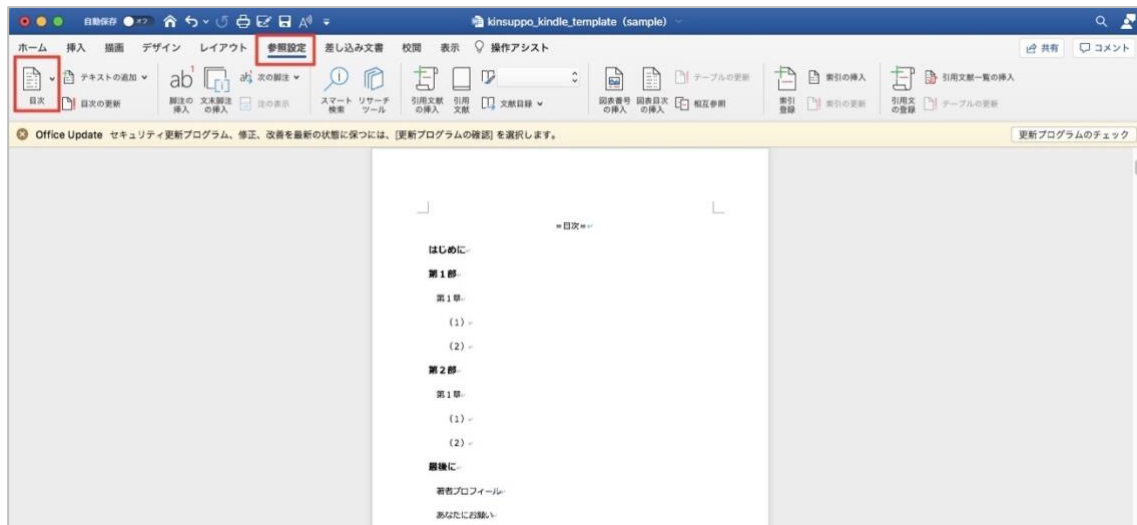 自動保存 オフ kinsuppo_kindle_template (sample)
ホーム 挿入 描画 デザイン レイアウト 参照設定 差し込み文書 校閲 表示 操作アシスト 共有 コメント
目次
テキストの追加
目次の更新
ab
脚注の挿入
文末脚注の挿入
次の脚注
注の表示
スマート検索
リサーチツール
引用文献の挿入
引用文献
文献目録
図表番号の挿入
図表目次の挿入
テーブルの更新
相互参照
索引登録
索引の挿入
索引の更新
引用文の登録
引用文献一覧の挿入
テーブルの更新
Office Update セキュリティ更新プログラム、修正、改善を最新の状態に保つには、[更新プログラムの確認] を選択します。 更新プログラムのチェック
=目次=
はじめに
第1部
第1章
(1)
(2)
第2部
第1章
(1)
(2)
最後に
著者プロフィール
あなたにお願い